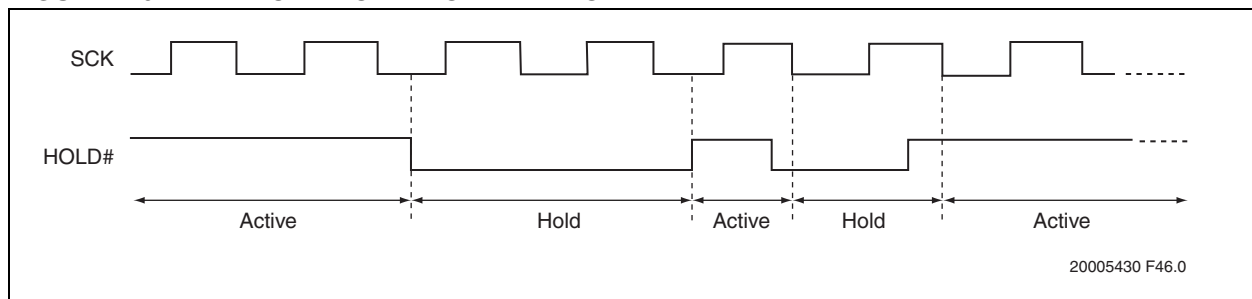 SCK
HOLD#
Active
Hold
Active
Hold
Active
20005430 F46.0